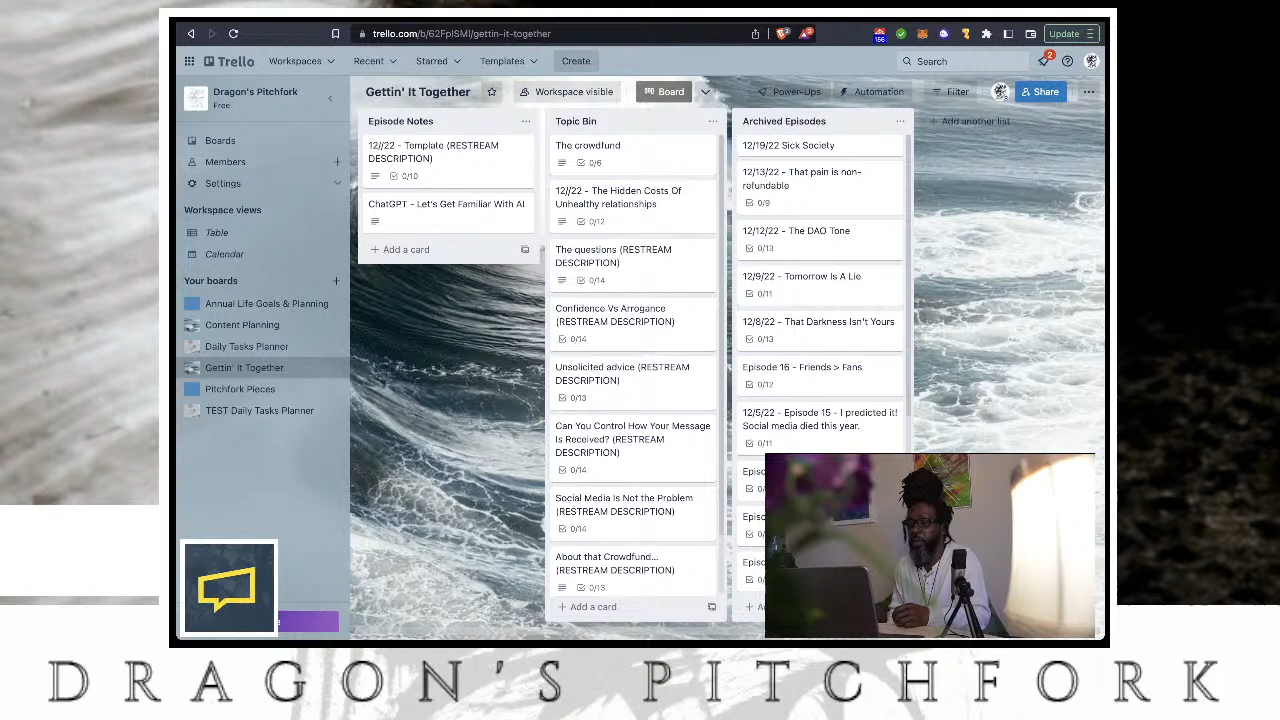 trello.com/b/62FpISMI/gettin-it-together
156
3
Update
Trello
Workspaces
Recent
Starred
Templates
Create
Search
2
Dragon's Pitchfork
Free
Gettin' It Together
Workspace visible
Board
Power-Ups
Automation
Filter
Share
Boards
Members
Settings
Workspace views
Table
Calendar
Your boards
Annual Life Goals & Planning
Content Planning
Daily Tasks Planner
Gettin' It Together
Pitchfork Pieces
TEST Daily Tasks Planner
Episode Notes
12//22 - Template (RESTREAM
DESCRIPTION)
0/10
ChatGPT - Let's Get Familiar With AI
Add a card
Topic Bin
The crowdfund
0/6
12//22 - The Hidden Costs Of
Unhealthy relationships
0/12
The questions (RESTREAM
DESCRIPTION)
0/14
Confidence Vs Arrogance
(RESTREAM DESCRIPTION)
0/14
Unsolicited advice (RESTREAM
DESCRIPTION)
0/13
Can You Control How Your Message
Is Received? (RESTREAM
DESCRIPTION)
0/14
Social Media Is Not the Problem
(RESTREAM DESCRIPTION)
0/14
About that Crowdfund...
(RESTREAM DESCRIPTION)
0/13
Add a card
Archived Episodes
12/19/22 Sick Society
12/13/22 - That pain is non-
refundable
0/9
12/12/22 - The DAO Tone
0/13
12/9/22 - Tomorrow Is A Lie
0/11
12/8/22 - That Darkness Isn't Yours
0/13
Episode 16 - Friends > Fans
0/12
12/5/22 - Episode 15 - I predicted it!
Social media died this year.
0/11
Add another list
DRAGON'S PITCHFORK